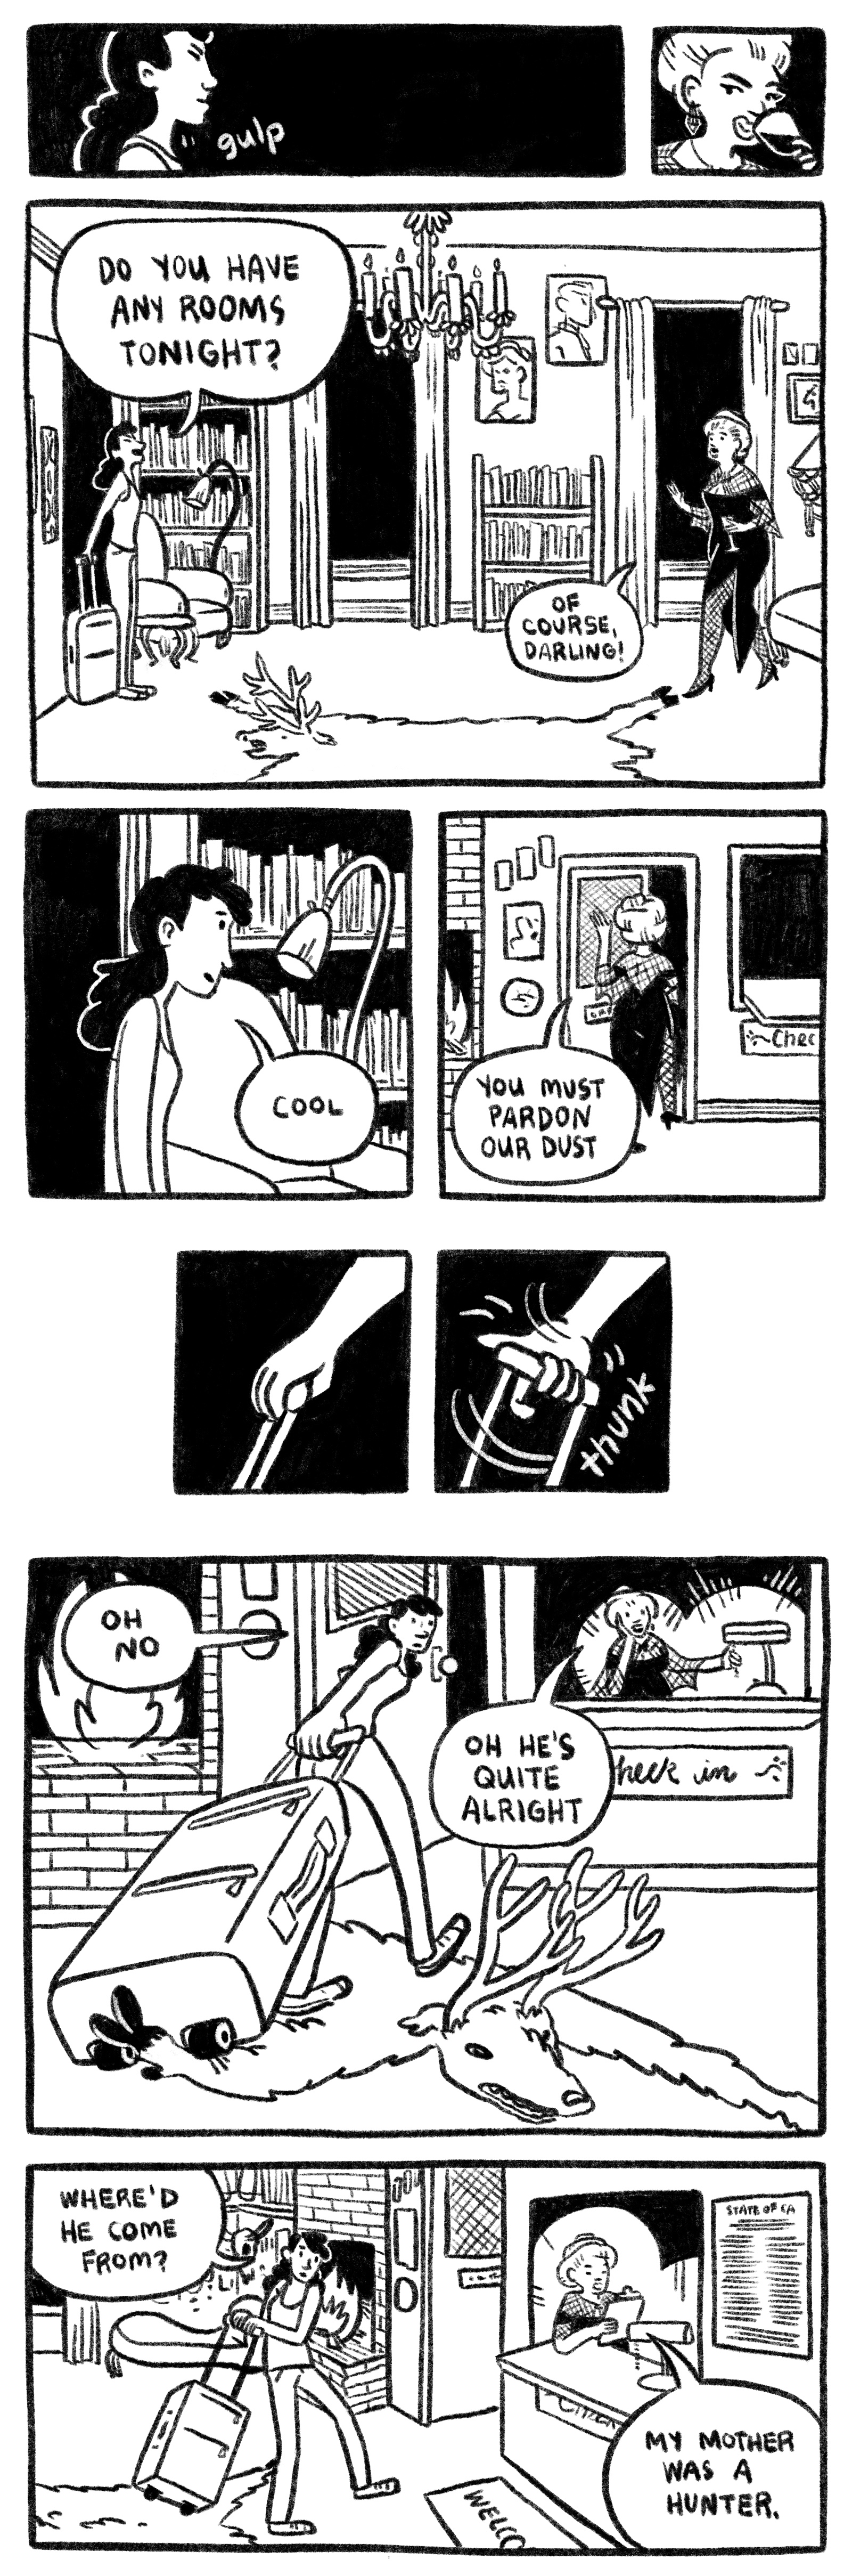 gulp
DO YOU HAVE
ANY ROOMS
TONIGHT?
OF
COURSE,
DARLING!
COOL
Chec
YOU MUST
PARDON
OUR DUST
thunk
OH
NO
OH HE'S
QUITE
ALRIGHT
heck in
WHERE'D
HE COME
FROM?
STATE OF CA
MY MOTHER
WAS A
HUNTER.
WELCO